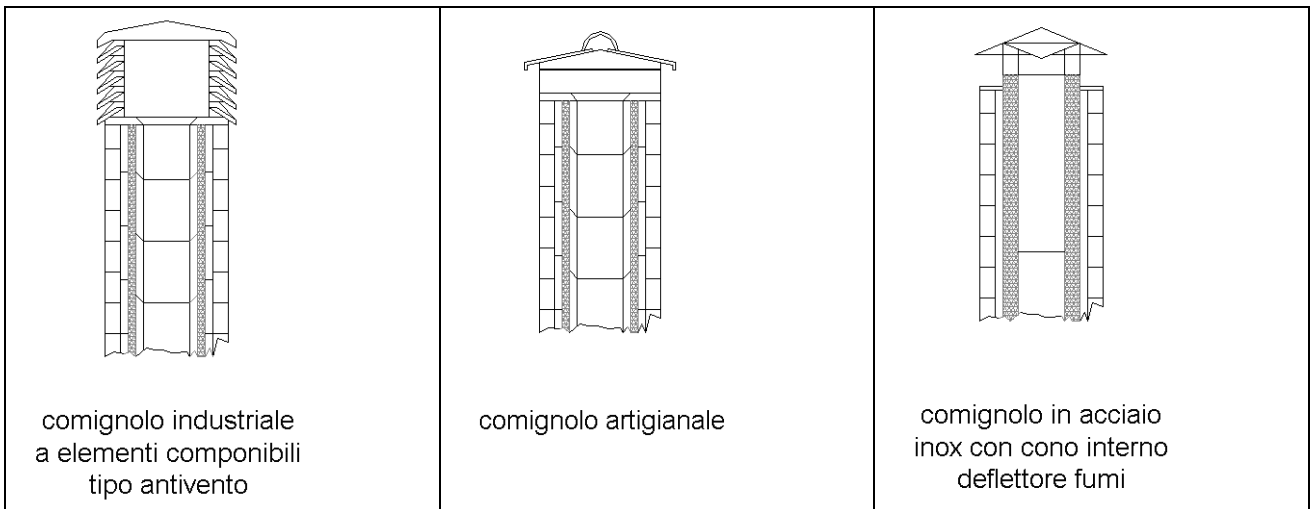 comignolo industriale
a elementi componibili
tipo antivento
comignolo artigianale
comignolo in acciaio
inox con cono interno
deflettore fumi